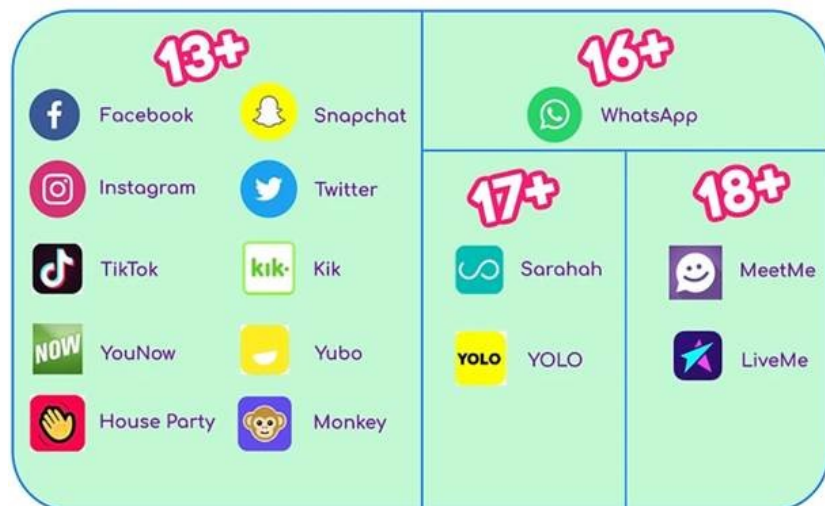 13+
Facebook
Snapchat
Instagram
Twitter
TikTok
kik·
Kik
NOW
YouNow
Yubo
House Party
Monkey
16+
WhatsApp
17+
Sarahah
YOLO
YOLO
18+
MeetMe
LiveMe